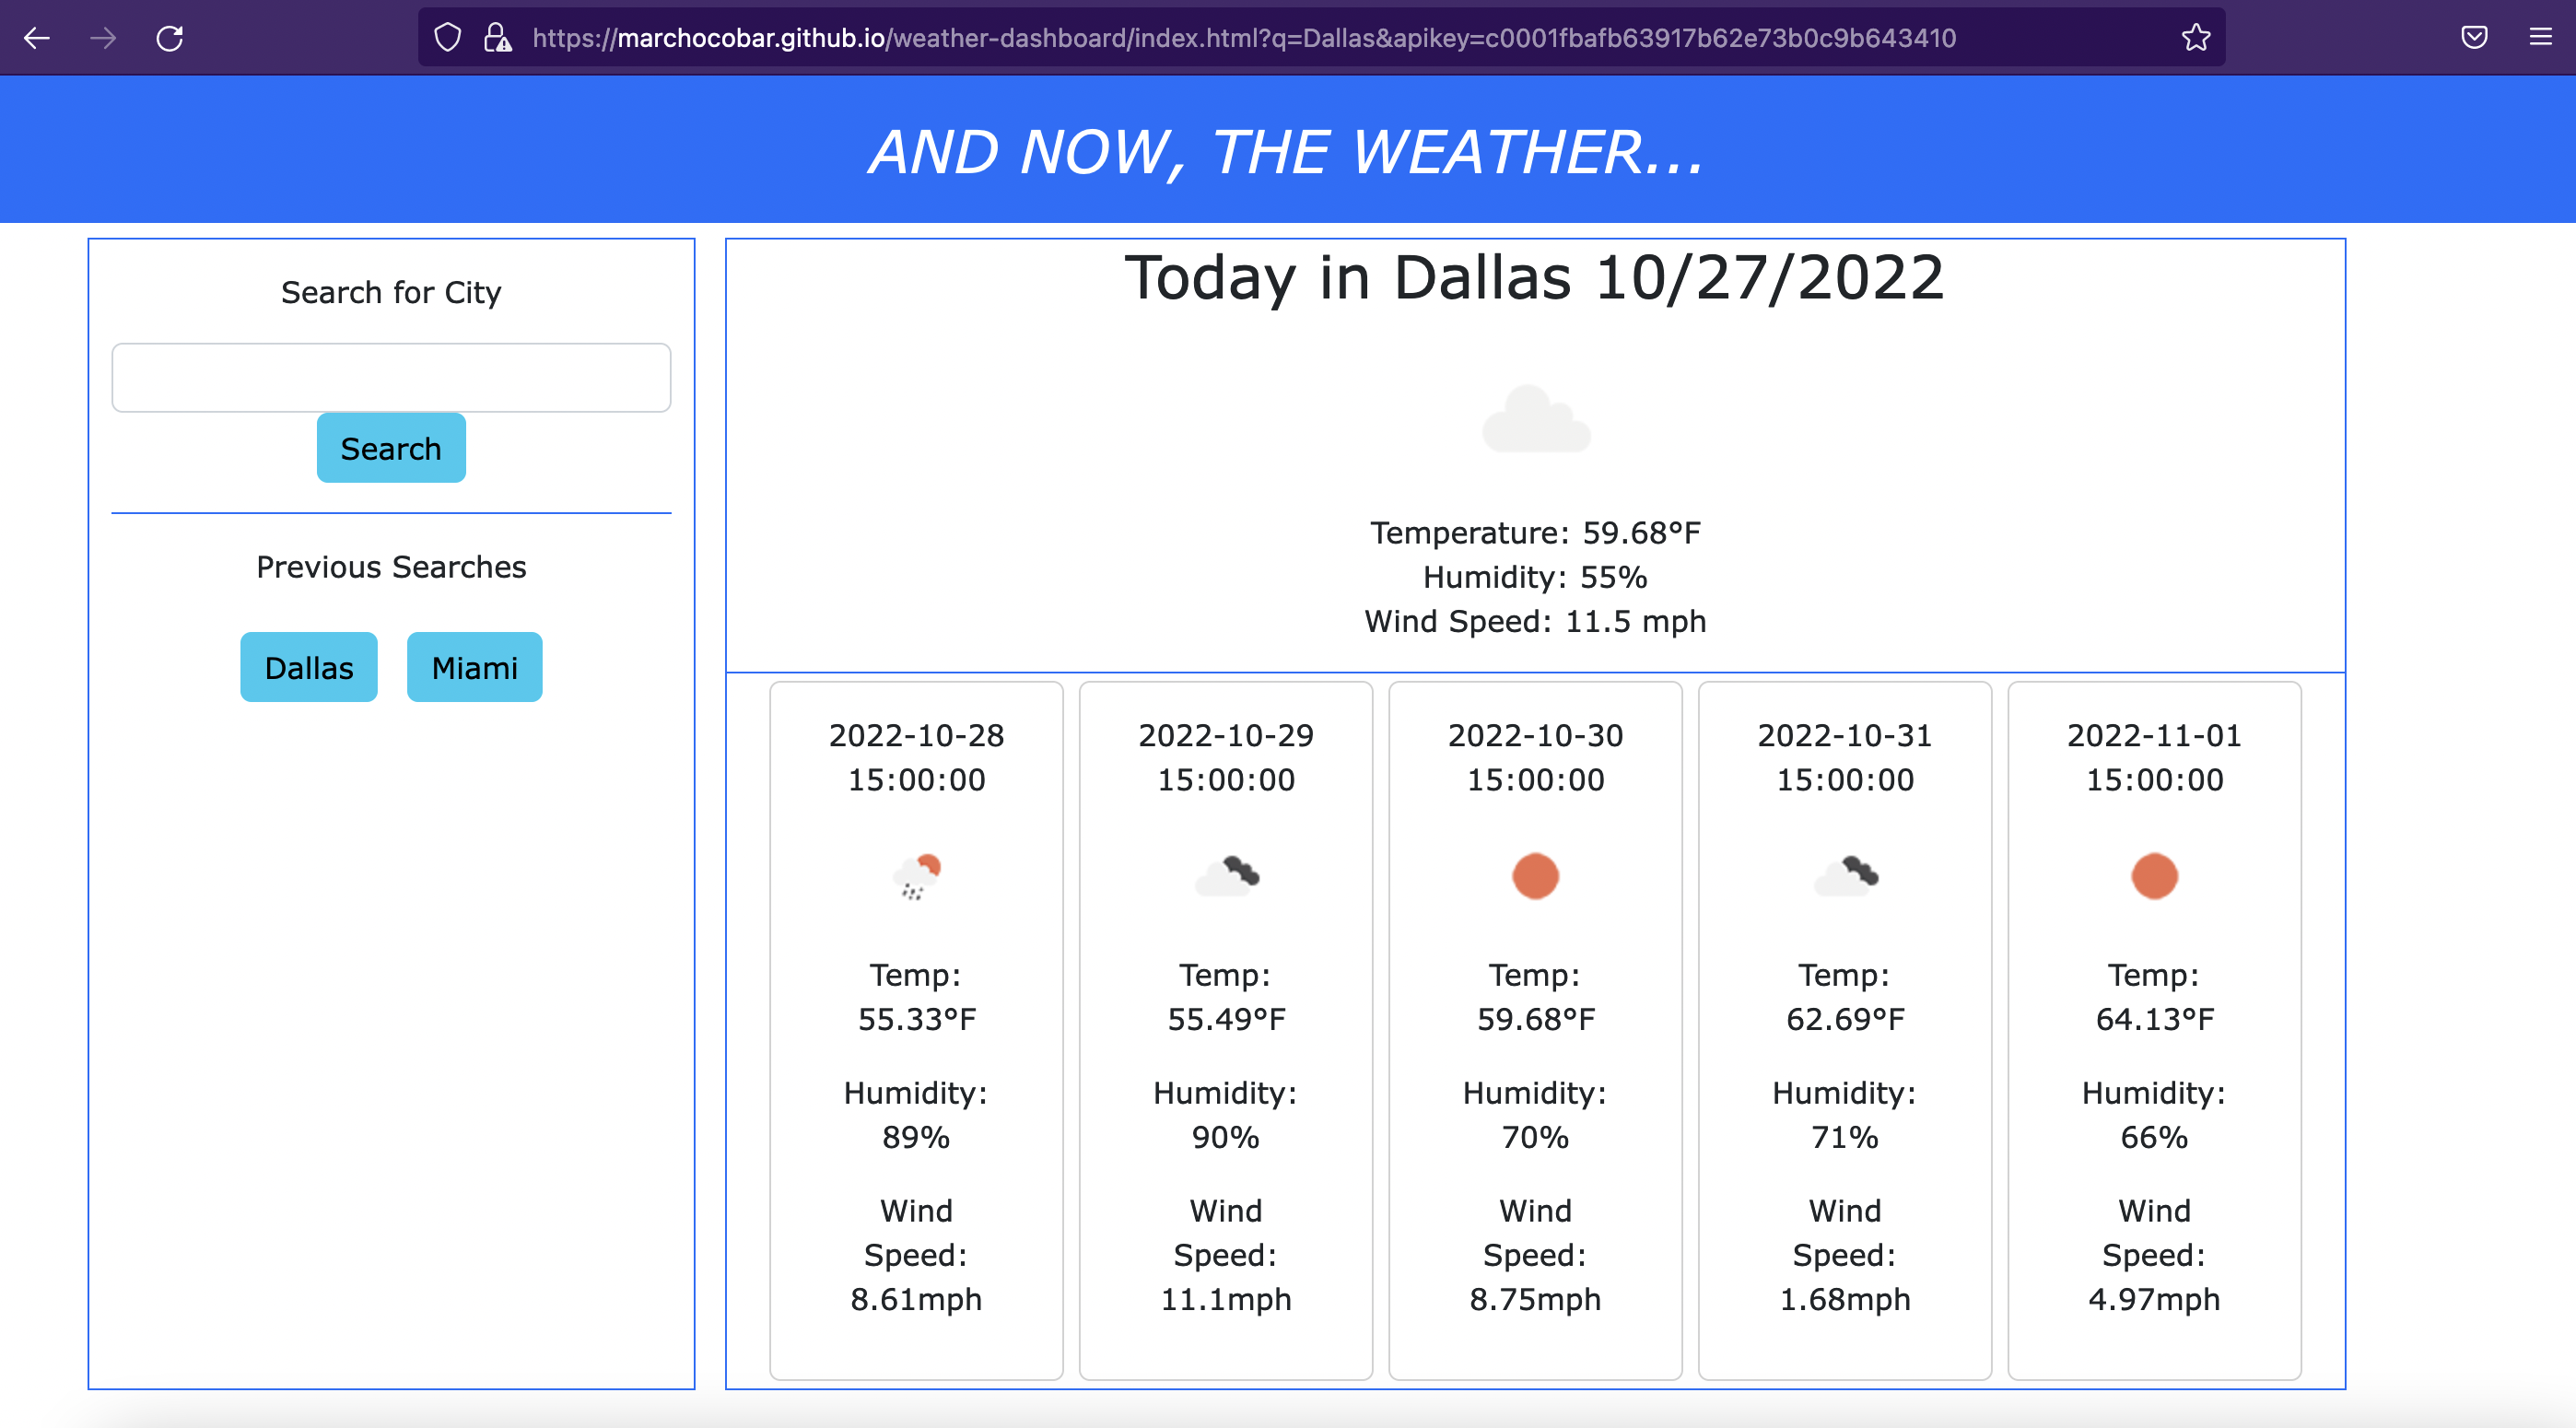 https://marchocobar.github.io/weather-dashboard/index.html?q=Dallas&apikey=c0001fbafb63917b62e73b0c9b643410
AND NOW, THE WEATHER...
Search for City
Search
Previous Searches
Dallas
Miami
Today in Dallas 10/27/2022
Temperature: 59.68°F
Humidity: 55%
Wind Speed: 11.5 mph
2022-10-28
15:00:00
Temp:
55.33°F
Humidity:
89%
Wind
Speed:
8.61mph
2022-10-29
15:00:00
Temp:
55.49°F
Humidity:
90%
Wind
Speed:
11.1mph
2022-10-30
15:00:00
Temp:
59.68°F
Humidity:
70%
Wind
Speed:
8.75mph
2022-10-31
15:00:00
Temp:
62.69°F
Humidity:
71%
Wind
Speed:
1.68mph
2022-11-01
15:00:00
Temp:
64.13°F
Humidity:
66%
Wind
Speed:
4.97mph